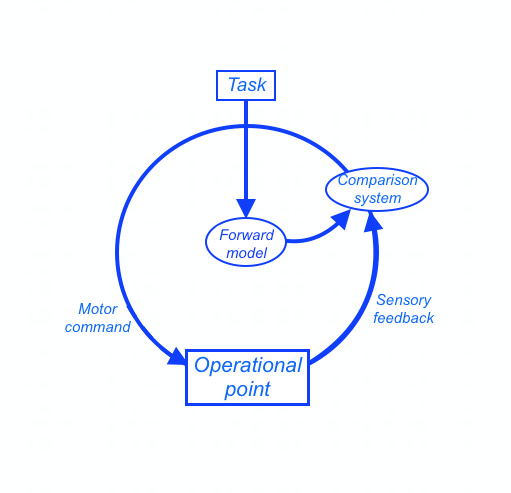 Task
Comparison
system
Forward
model
Motor
command
Sensory
feedback
Operational
point